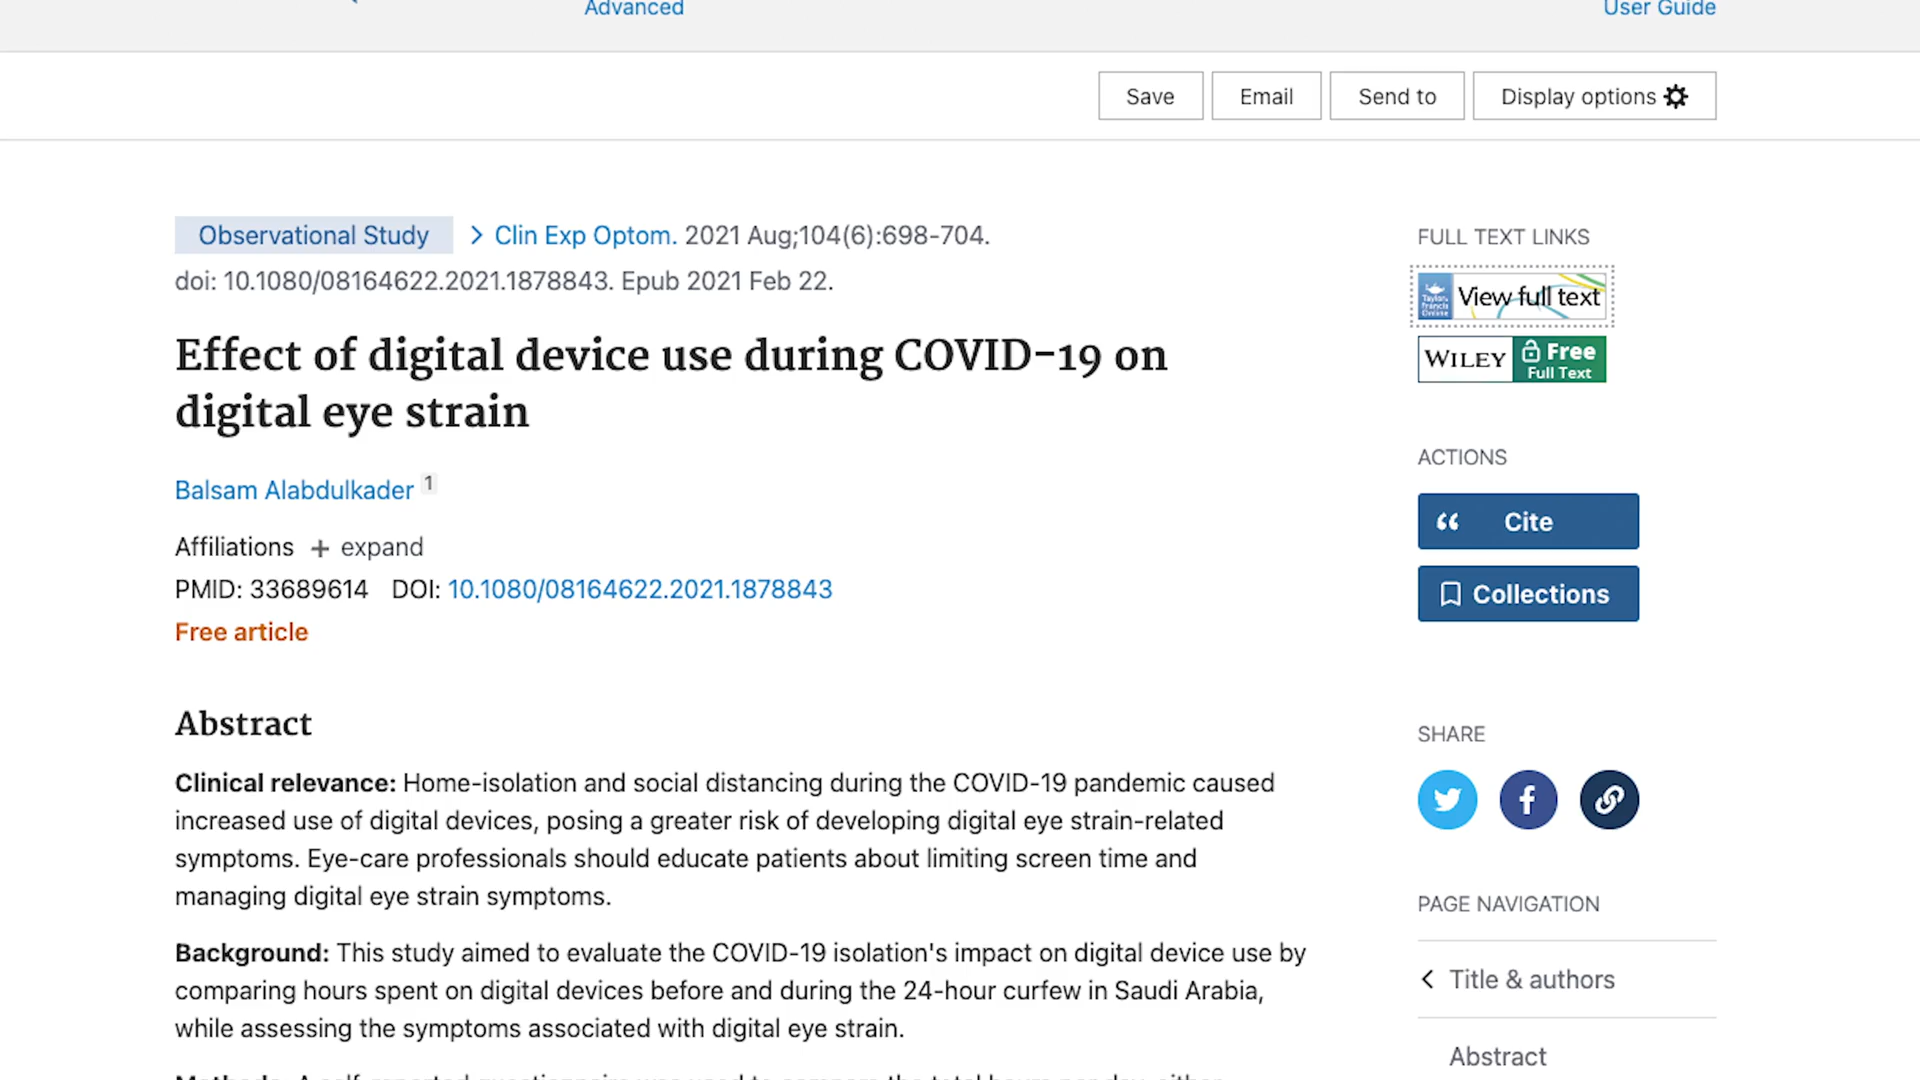 Advanced
User Guide
Save
Email
Send to
Display options
Observational Study
Clin Exp Optom. 2021 Aug;104(6):698-704.
doi: 10.1080/08164622.2021.1878843. Epub 2021 Feb 22.
Effect of digital device use during COVID-19 on
digital eye strain
Balsam Alabdulkader 1
Affiliations + expand
PMID: 33689614 DOI: 10.1080/08164622.2021.1878843
Free article
Abstract
Clinical relevance: Home-isolation and social distancing during the COVID-19 pandemic caused
increased use of digital devices, posing a greater risk of developing digital eye strain-related
symptoms. Eye-care professionals should educate patients about limiting screen time and
managing digital eye strain symptoms.
Background: This study aimed to evaluate the COVID-19 isolation's impact on digital device use by
comparing hours spent on digital devices before and during the 24-hour curfew in Saudi Arabia,
while assessing the symptoms associated with digital eye strain.
FULL TEXT LINKS
Taylor
Francis
Online
View full text
WILEY
Free
Full Text
ACTIONS
Cite
Collections
SHARE
PAGE NAVIGATION
Title & authors
Abstract